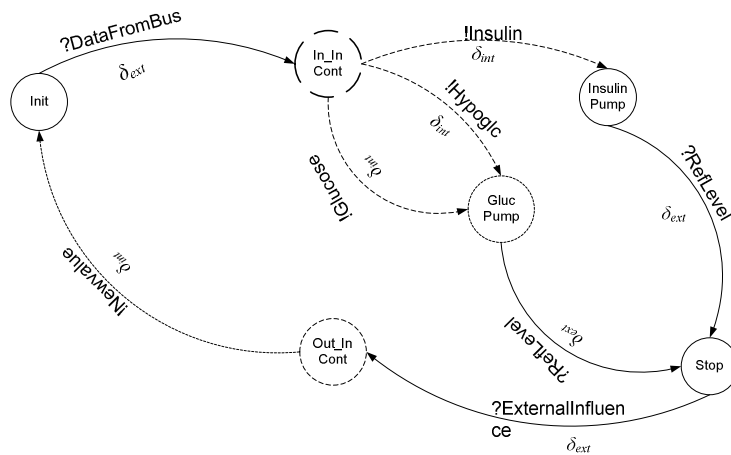 ?DataFromBus
δext
Init
In_In
Cont
!Insulin
δint
!Hypoglc
δint
!Glucose
δint
Insulin
Pump
Gluc
Pump
?RefLevel
δext
?RefLevel
δext
Stop
?ExternalInfluen
ce
δext
Out_In
Cont
!Newvalue
δint